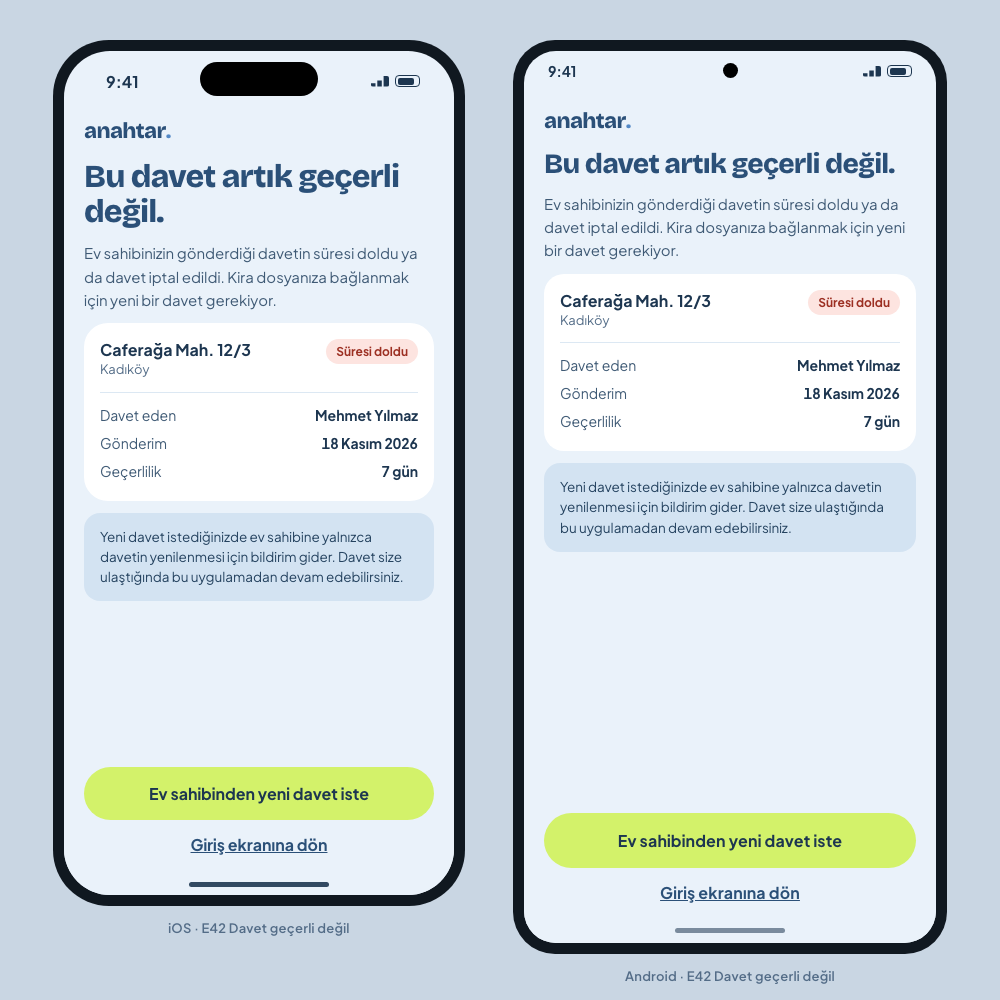 9:41
anahtar.
Bu davet artık geçerli
değil.
Ev sahibinizin gönderdiği davetin süresi doldu ya
da davet iptal edildi. Kira dosyanıza bağlanmak
için yeni bir davet gerekiyor.
Caferağa Mah. 12/3
Süresi doldu
Kadıköy
Davet eden Mehmet Yılmaz
Gönderim 18 Kasım 2026
Geçerlilik 7 gün
Yeni davet istediğinizde ev sahibine yalnızca
davetin yenilenmesi için bildirim gider. Davet size
ulaştığında bu uygulamadan devam edebilirsiniz.
Ev sahibinden yeni davet iste
Giriş ekranına dön
iOS · E42 Davet geçerli değil
9:41
anahtar.
Bu davet artık geçerli değil.
Ev sahibinizin gönderdiği davetin süresi doldu ya da
davet iptal edildi. Kira dosyanıza bağlanmak için yeni
bir davet gerekiyor.
Caferağa Mah. 12/3
Süresi doldu
Kadıköy
Davet eden Mehmet Yılmaz
Gönderim 18 Kasım 2026
Geçerlilik 7 gün
Yeni davet istediğinizde ev sahibine yalnızca davetin
yenilenmesi için bildirim gider. Davet size ulaştığında
bu uygulamadan devam edebilirsiniz.
Ev sahibinden yeni davet iste
Giriş ekranına dön
Android · E42 Davet geçerli değil